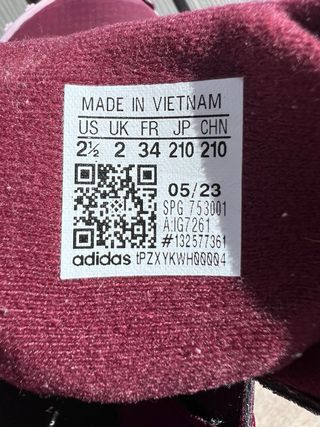 MADE IN VIETNAM
US UK FR JP CHN
2½ 2 34 210 210
05/23
SPG 753001
A:IG7261
#132577361
adidas tPZXYKWH00004